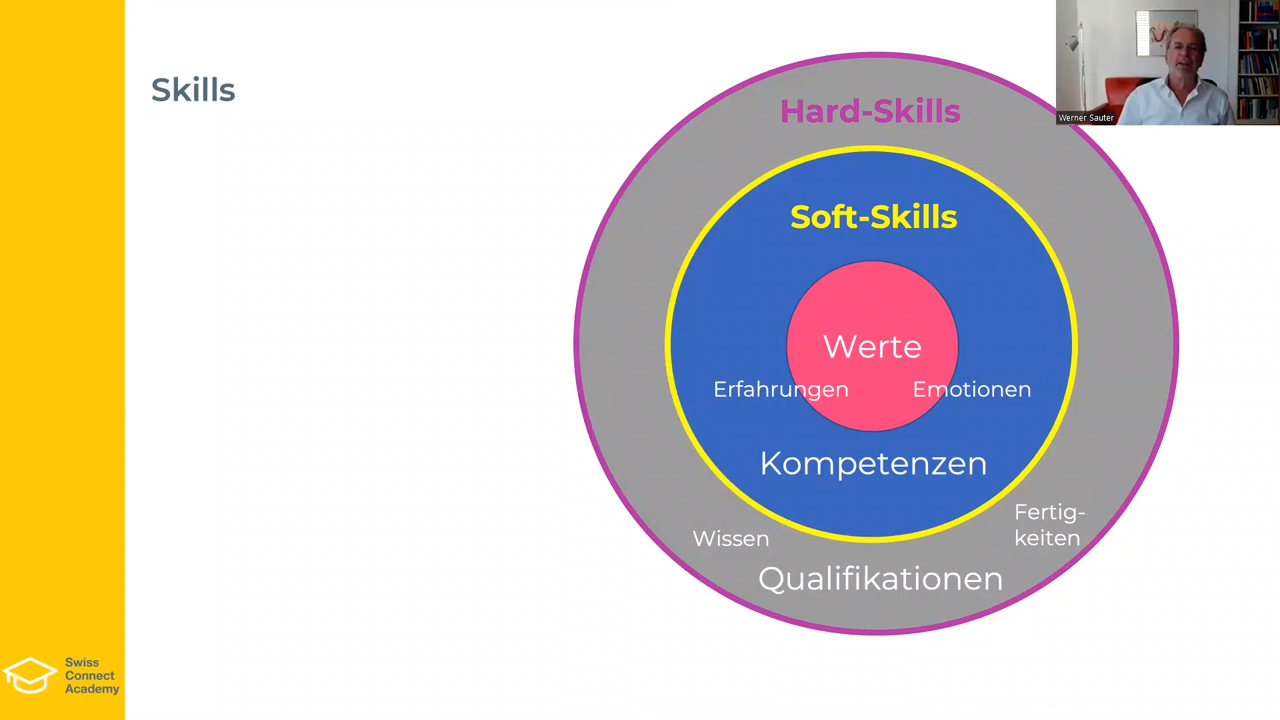 Skills
Hard-Skills
Werner Sauter
Soft-Skills
Werte
Erfahrungen
Emotionen
Kompetenzen
Fertig-
keiten
Wissen
Qualifikationen
Swiss
Connect
Academy